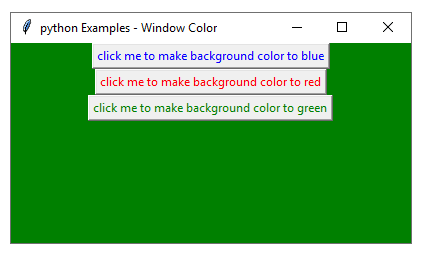 python Examples - Window Color
click me to make background color to blue
click me to make background color to red
click me to make background color to green